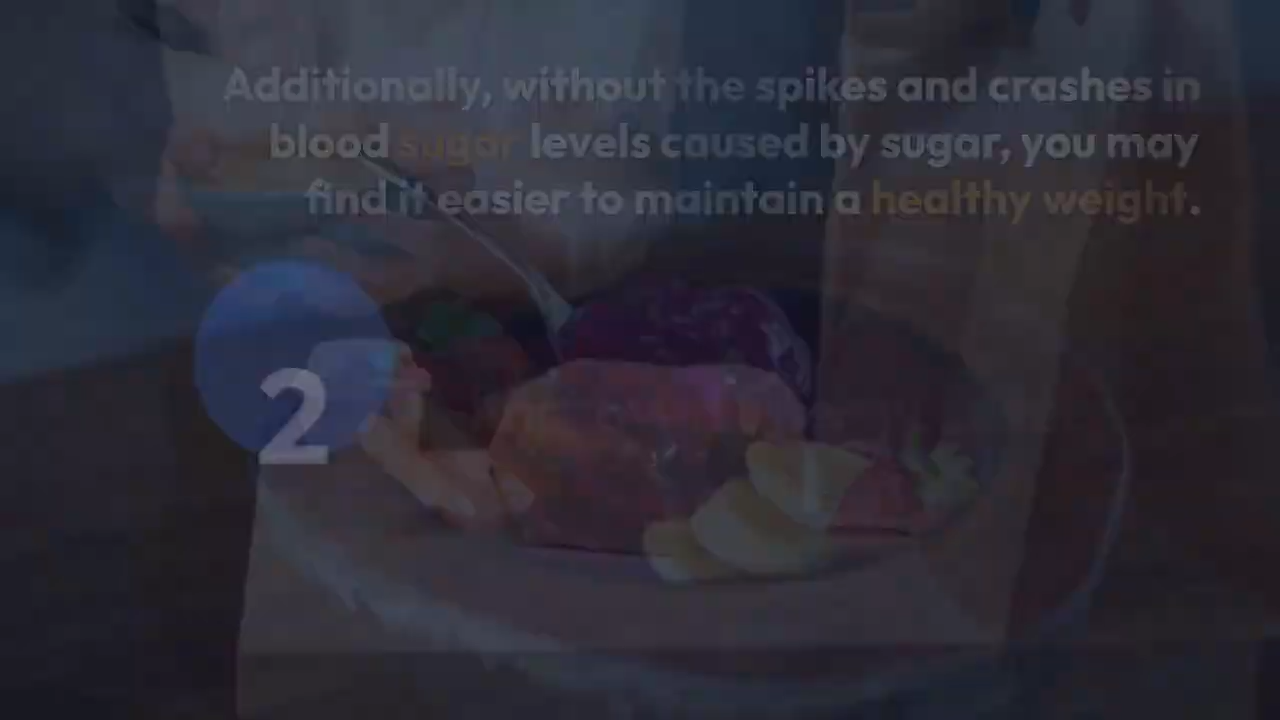 Additionally, without the spikes and crashes in
blood sugar levels caused by sugar, you may
find it easier to maintain a healthy weight.
2